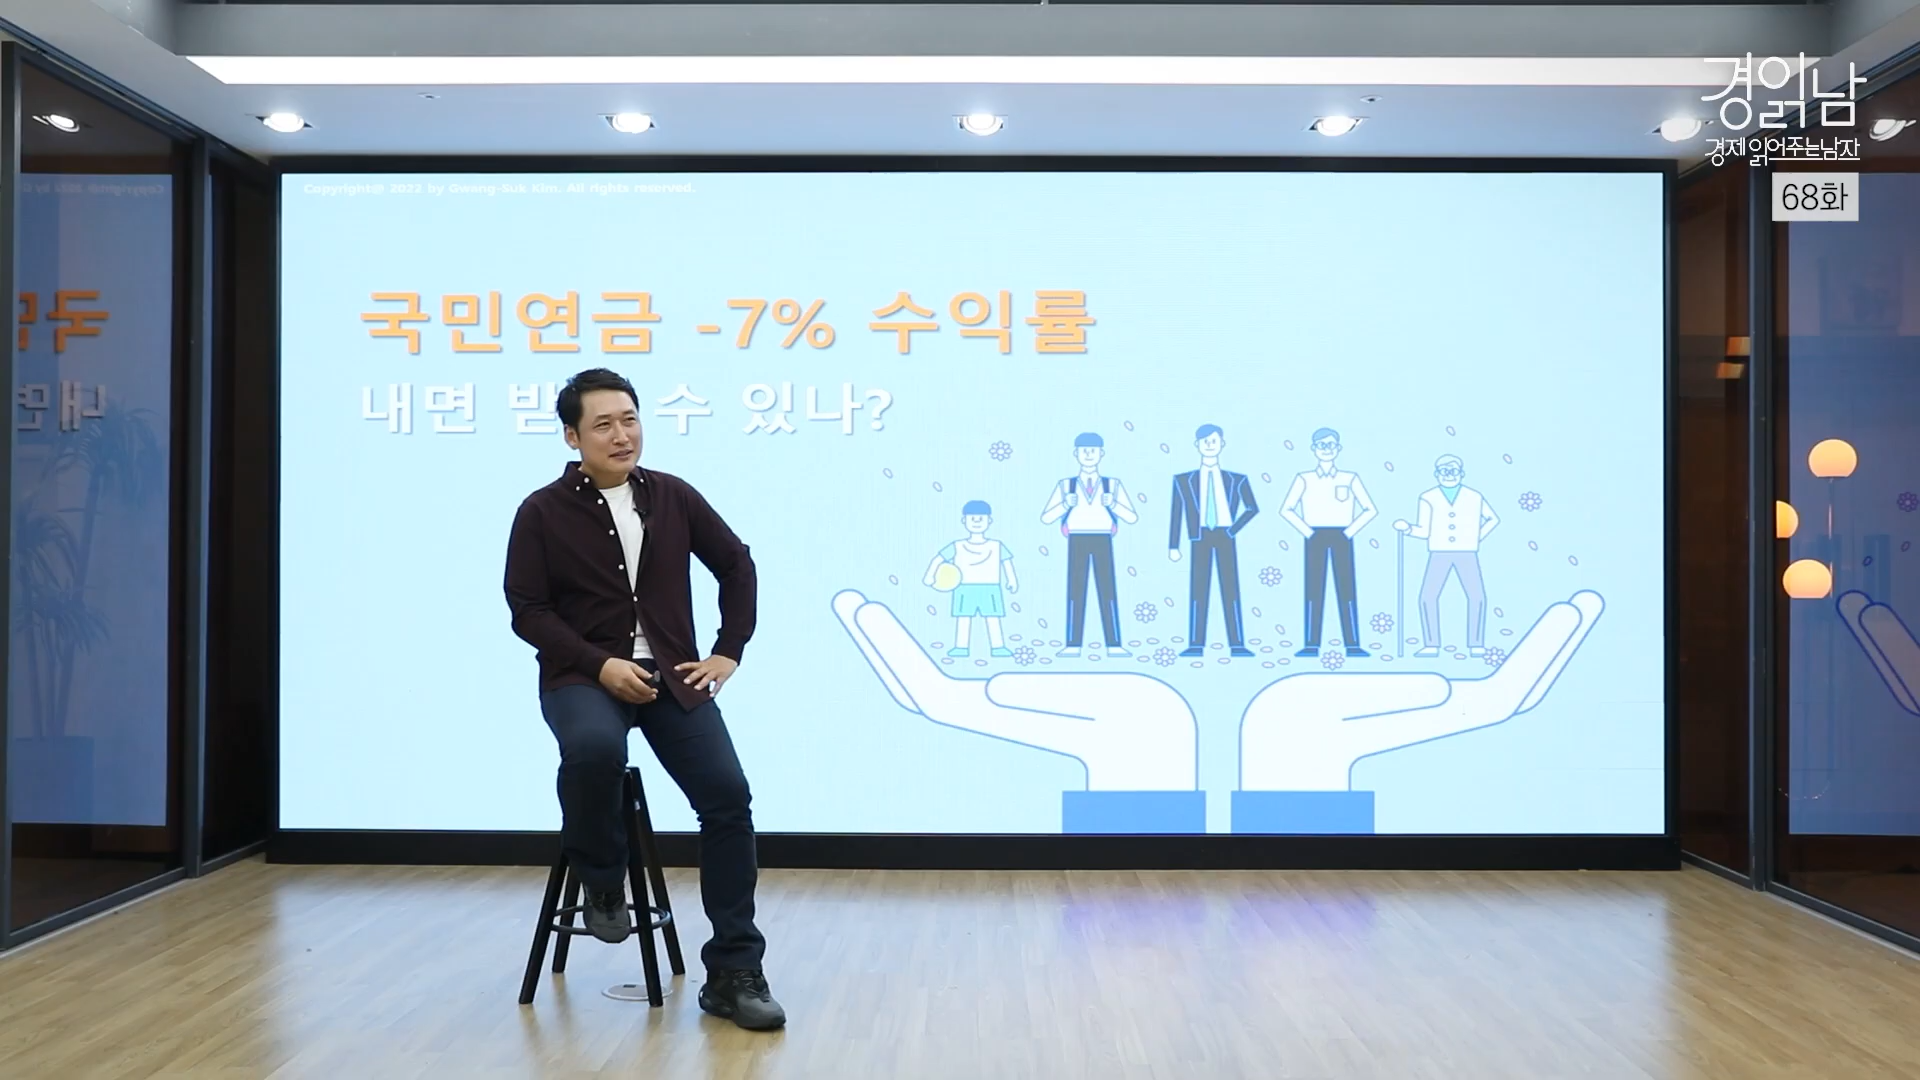 경읽남
경제 읽어주는남자
68화
Copyright@ 2022 by Gwang-Suk Kim. All rights reserved.
국민연금 -7% 수익률
내면 받 수 있나?